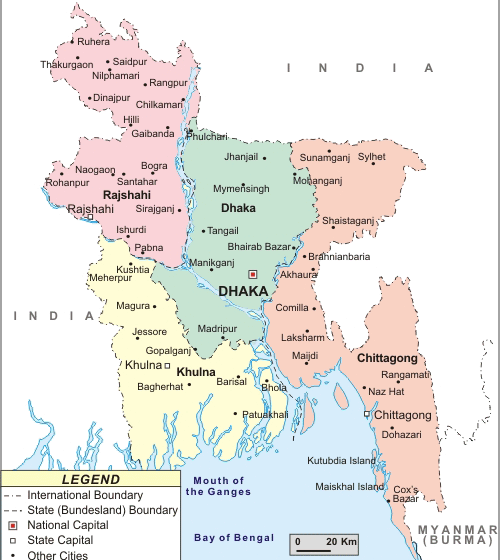 Ruhera
Thakurgaon
Saidpur
Nilphamari
Rangpur
Dinajpur
Chilkamari
Hilli
Gaibanda
Phulchari
I N D I A
Jhanjail
Sunamganj
Sylhet
Naogaon
Bogra
Rohanpur
Santahar
Mymensingh
Mohanganj
Rajshahi
Rajshahi
Sirajganj
Dhaka
Shaistaganj
Ishurdi
Tangail
Pabna
Bhairab Bazar
Brahnianbaria
Kushtia
Manikganj
Akhaura
Meherpur
DHAKA
Magura
Comilla
I N D I A
Jessore
Madripur
Laksharm
Gopalganj
Maijdi
Chittagong
Khulna
Khulna
Rangamati
Bagherhat
Barisal
Bhola
Naz Hat
Patuakhali
Chittagong
Dohazari
Kutubdia Island
Maiskhal Island
Cox's
Bazar
Mouth of
the Ganges
Bay of Bengal
MYANMAR
(BURMA)
LEGEND
International Boundary
State (Bundesland) Boundary
National Capital
State Capital
Other Cities
0 20 Km